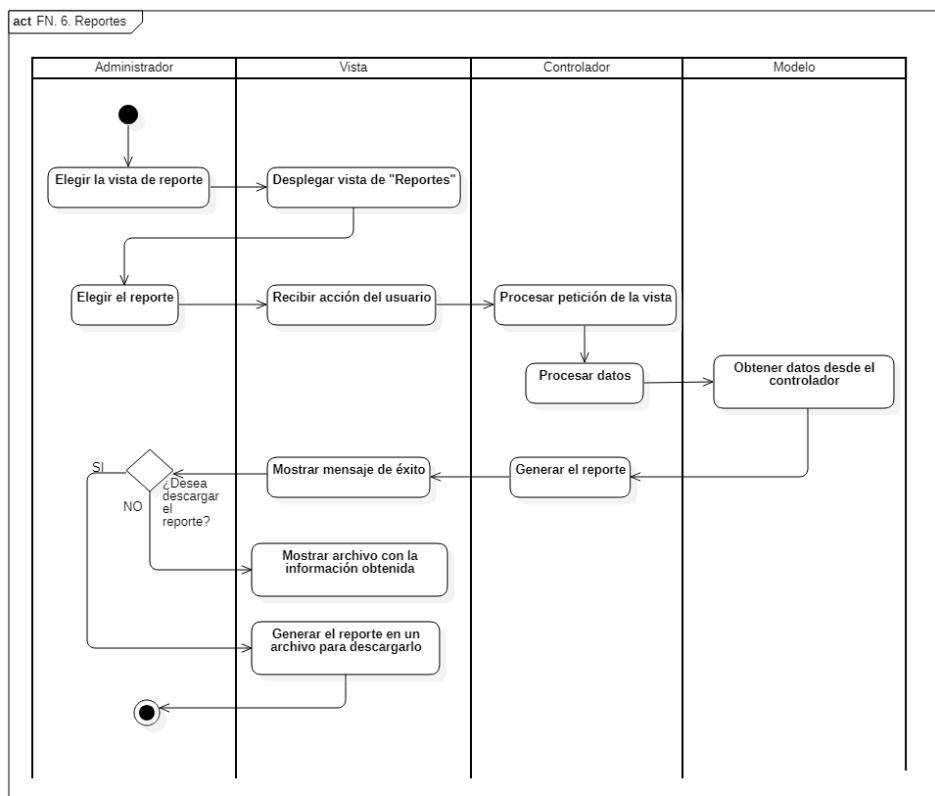 act FN. 6. Reportes
Administrador
Vista
Controlador
Modelo
Elegir la vista de reporte
Desplegar vista de "Reportes"
Elegir el reporte
Recibir acción del usuario
Procesar petición de la vista
Procesar datos
Obtener datos desde el
controlador
SI
¿Desea
descargar
el
reporte?
NO
Mostrar mensaje de éxito
Generar el reporte
Mostrar archivo con la
información obtenida
Generar el reporte en un
archivo para descargarlo